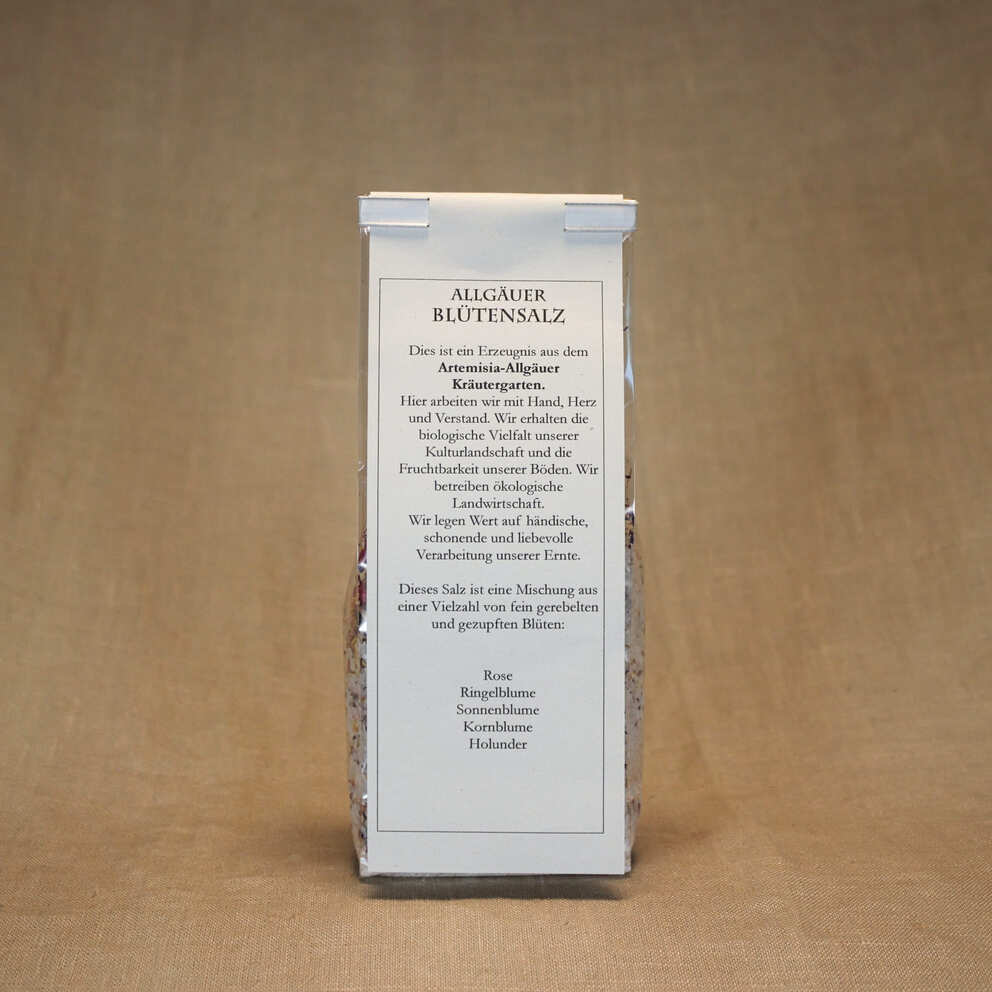 ALLGÄUER
BLÜTENSALZ
Dies ist ein Erzeugnis aus dem
Artemisia-Allgäuer
Kräutergarten.
Hier arbeiten wir mit Hand, Herz
und Verstand. Wir erhalten die
biologische Vielfalt unserer
Kulturlandschaft und die
Fruchtbarkeit unserer Böden. Wir
betreiben ökologische
Landwirtschaft.
Wir legen Wert auf händische,
schonende und liebevolle
Verarbeitung unserer Ernte.
Dieses Salz ist eine Mischung aus
einer Vielzahl von fein gerebelten
und gezupften Blüten:
Rose
Ringelblume
Sonnenblume
Kornblume
Holunder